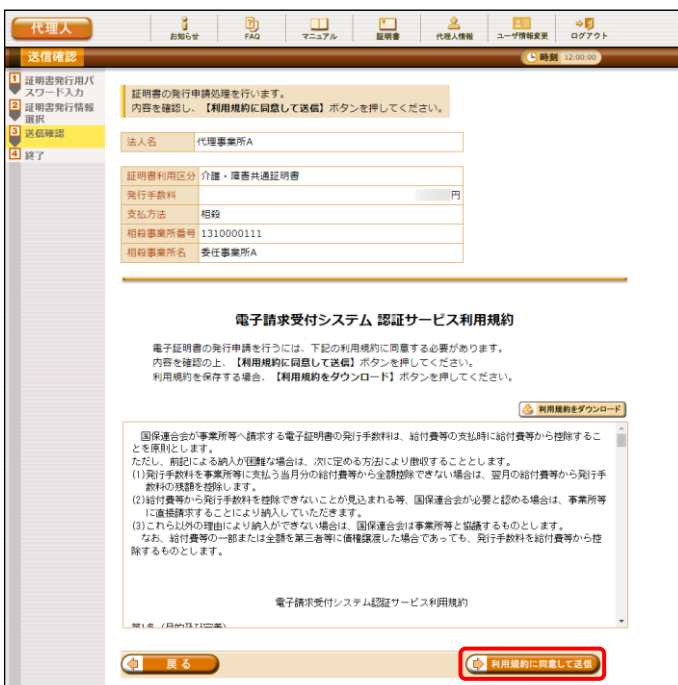 代理人
お知らせ
FAQ
マニュアル
証明書
代理人情報
ユーザ情報変更
ログアウト
送信確認
時刻 12:00:00
1 証明書発行用パ
スワード入力
2 証明書発行情報
選択
3 送信確認
4 終了
証明書の発行申請処理を行います。
内容を確認し、【利用規約に同意して送信】ボタンを押してください。
法人名 代理事業所A
証明書利用区分 介護・障害共通証明書
発行手数料 円
支払方法 相殺
相殺事業所番号 1310000111
相殺事業所名 委任事業所A
電子請求受付システム 認証サービス利用規約
電子証明書の発行申請を行うには、下記の利用規約に同意する必要があります。
内容を確認の上、【利用規約に同意して送信】ボタンを押してください。
利用規約を保存する場合、【利用規約をダウンロード】ボタンを押してください。
利用規約をダウンロード
国保連合会が事業所等へ請求する電子証明書の発行手数料は、給付費等の支払時に給付費等から控除するこ
とを原則とします。
ただし、前記による納入が困難な場合は、次に定める方法により徴収することとします。
(1)発行手数料を事業所等に支払う当月分の給付費等から全額控除できない場合は、翌月の給付費等から発行手
数料の残額を控除します。
(2)給付費等から発行手数料を控除できないことが見込まれる等、国保連合会が必要と認める場合は、事業所等
に直接請求することにより納入していただきます。
(3)これら以外の理由により納入ができない場合は、国保連合会は事業所等と協議するものとします。
なお、給付費等の一部または全額を第三者等に債権譲渡した場合であっても、発行手数料を給付費等から控
除するものとします。
電子請求受付システム認証サービス利用規約
第1条（目的及び定義）
戻る
利用規約に同意して送信